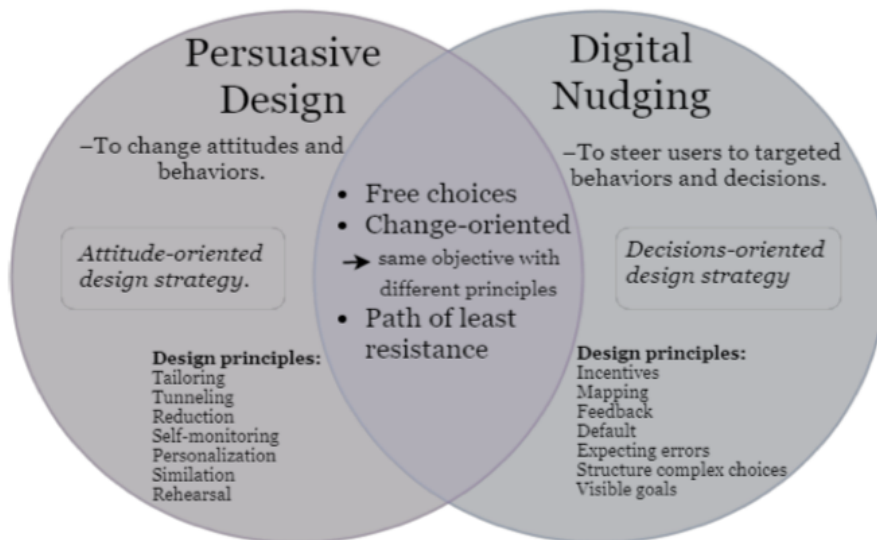 Persuasive
Design
–To change attitudes and
behaviors.
Attitude-oriented
design strategy.
Design principles:
Tailoring
Tunneling
Reduction
Self-monitoring
Personalization
Similation
Rehearsal
• Free choices
• Change-oriented
→ same objective with
different principles
• Path of least
resistance
Digital
Nudging
–To steer users to targeted
behaviors and decisions.
Decisions-oriented
design strategy
Design principles:
Incentives
Mapping
Feedback
Default
Expecting errors
Structure complex choices
Visible goals